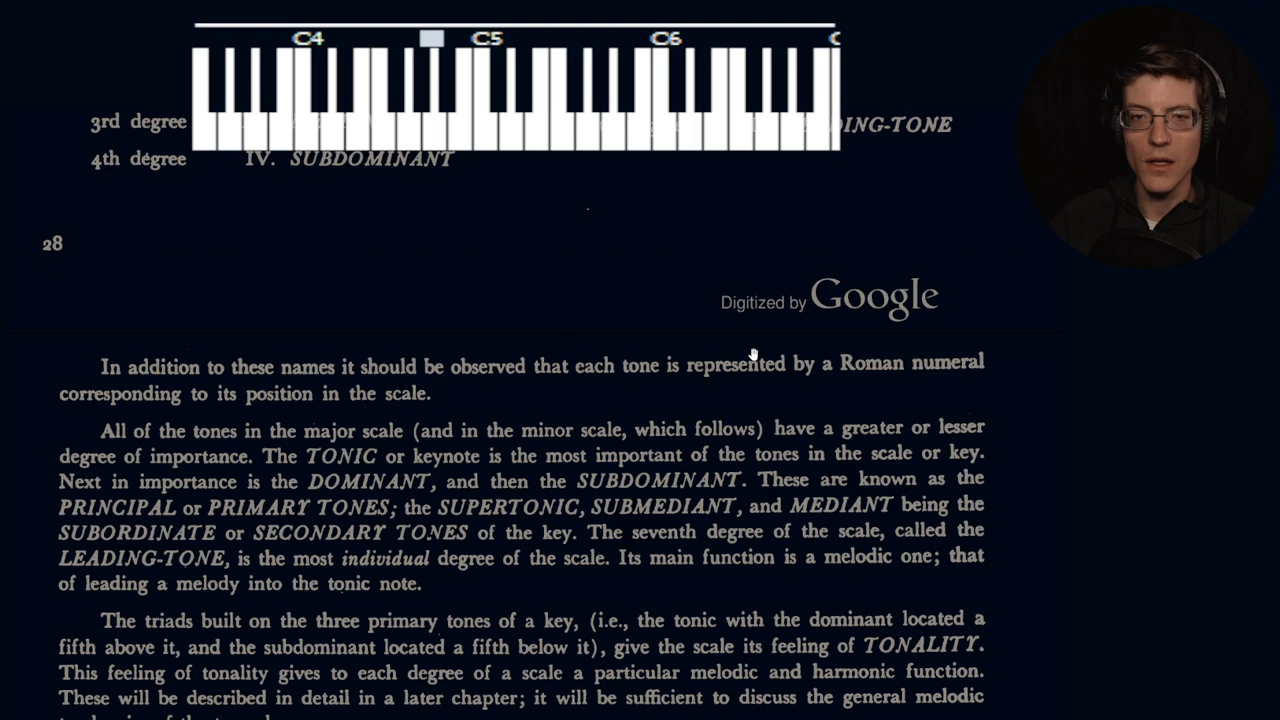 C4 C5 C6
3rd degree
DING-TONE
4th degree IV. SUBDOMINANT
28
Digitized by Google
In addition to these names it should be observed that each tone is represented by a Roman numeral
corresponding to its position in the scale.
All of the tones in the major scale (and in the minor scale, which follows) have a greater or lesser
degree of importance. The TONIC or keynote is the most important of the tones in the scale or key.
Next in importance is the DOMINANT, and then the SUBDOMINANT. These are known as the
PRINCIPAL or PRIMARY TONES; the SUPERTONIC, SUBMEDIANT, and MEDIANT being the
SUBORDINATE or SECONDARY TONES of the key. The seventh degree of the scale, called the
LEADING-TONE, is the most individual degree of the scale. Its main function is a melodic one; that
of leading a melody into the tonic note.
The triads built on the three primary tones of a key, (i.e., the tonic with the dominant located a
fifth above it, and the subdominant located a fifth below it), give the scale its feeling of TONALITY.
This feeling of tonality gives to each degree of a scale a particular melodic and harmonic function.
These will be described in detail in a later chapter; it will be sufficient to discuss the general melodic